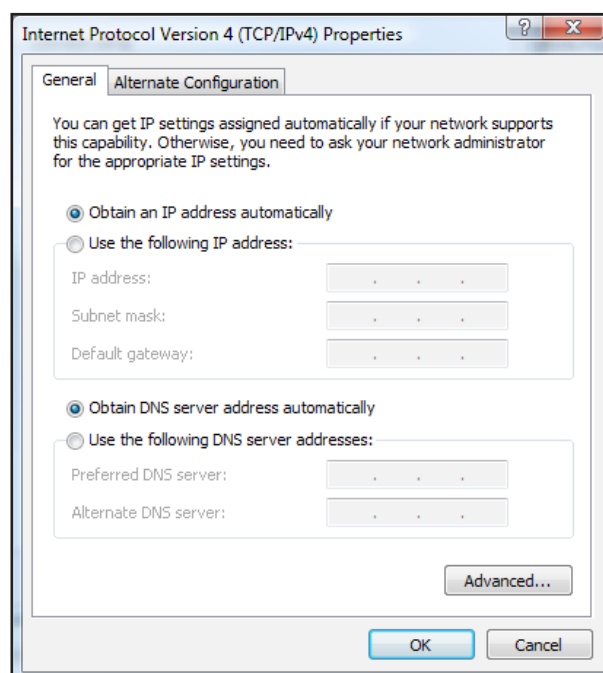 Internet Protocol Version 4 (TCP/IPv4) Properties
? X
General
Alternate Configuration
You can get IP settings assigned automatically if your network supports
this capability. Otherwise, you need to ask your network administrator
for the appropriate IP settings.
Obtain an IP address automatically
Use the following IP address:
IP address:
. . .
Subnet mask:
. . .
Default gateway:
. . .
Obtain DNS server address automatically
Use the following DNS server addresses:
Preferred DNS server:
. . .
Alternate DNS server:
. . .
Advanced...
OK
Cancel